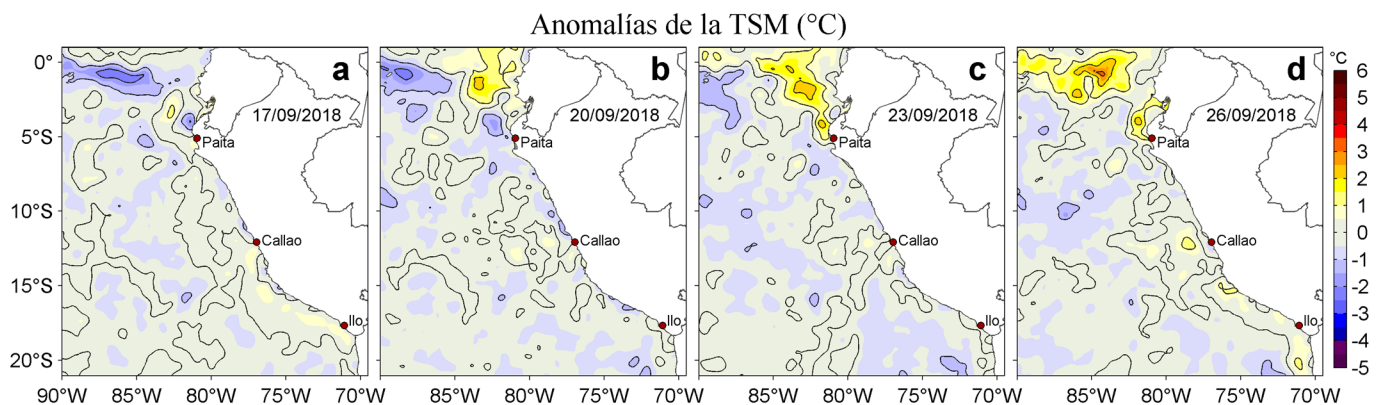 Anomalías de la TSM (°C)
a
17/09/2018
Paita
Callao
Ilo
b
20/09/2018
Paita
Callao
Ilo
c
23/09/2018
Paita
Callao
Ilo
d
26/09/2018
Paita
Callao
Ilo
0°
5°S
10°S
15°S
20°S
90°W 85°W 80°W 75°W 70°W
85°W 80°W 75°W 70°W
85°W 80°W 75°W 70°W
85°W 80°W 75°W 70°W
°C
6
5
4
3
2
1
0
-1
-2
-3
-4
-5